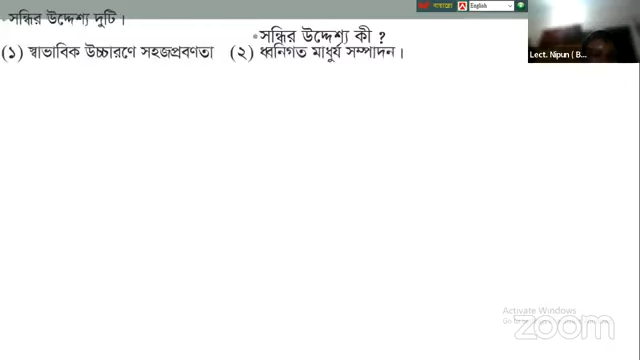 সন্ধির উদ্দেশ্য দুটি।
•সন্ধির উদ্দেশ্য কী ?
(১) স্বাভাবিক উচ্চারণে সহজপ্রবণতা (২) ধ্বনিগত মাধুর্য সম্পাদন।
English
Lect. Nipun ( B...
Activate Windows
zoom